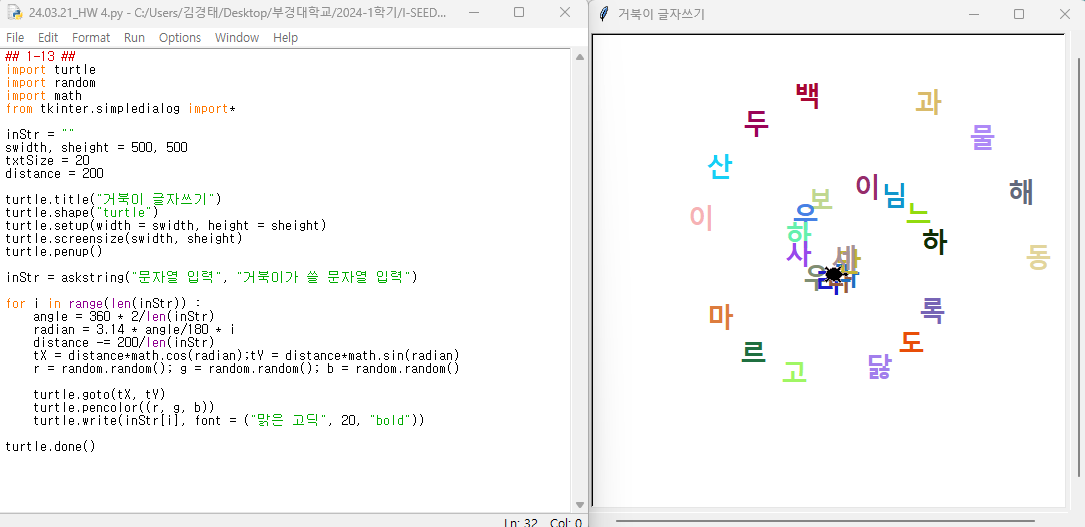 24.03.21_HW 4.py - C:/Users/김경태/Desktop/부경대학교/2024-1학기/I-SEED...
File Edit Format Run Options Window Help
## 1-13 ##
import turtle
import random
import math
from tkinter.simpledialog import*
inStr = ""
swidth, sheight = 500, 500
txtSize = 20
distance = 200
turtle.title("거북이 글자쓰기")
turtle.shape("turtle")
turtle.setup(width = swidth, height = sheight)
turtle.screensize(swidth, sheight)
turtle.penup()
inStr = askstring("문자열 입력", "거북이가 쓸 문자열 입력")
for i in range(len(inStr)) :
    angle = 360 * 2/len(inStr)
    radian = 3.14 * angle/180 * i
    distance -= 200/len(inStr)
    tX = distance*math.cos(radian);tY = distance*math.sin(radian)
    r = random.random(); g = random.random(); b = random.random()
    turtle.goto(tX, tY)
    turtle.pencolor((r, g, b))
    turtle.write(inStr[i], font = ("맑은 고딕", 20, "bold"))
turtle.done()
Ln: 32 Col: 0
거북이 글자쓰기
동
해
물
과
백
두
산
이
마
르
고
닳
도
록
하
느
님
이
보
우
하
사
우